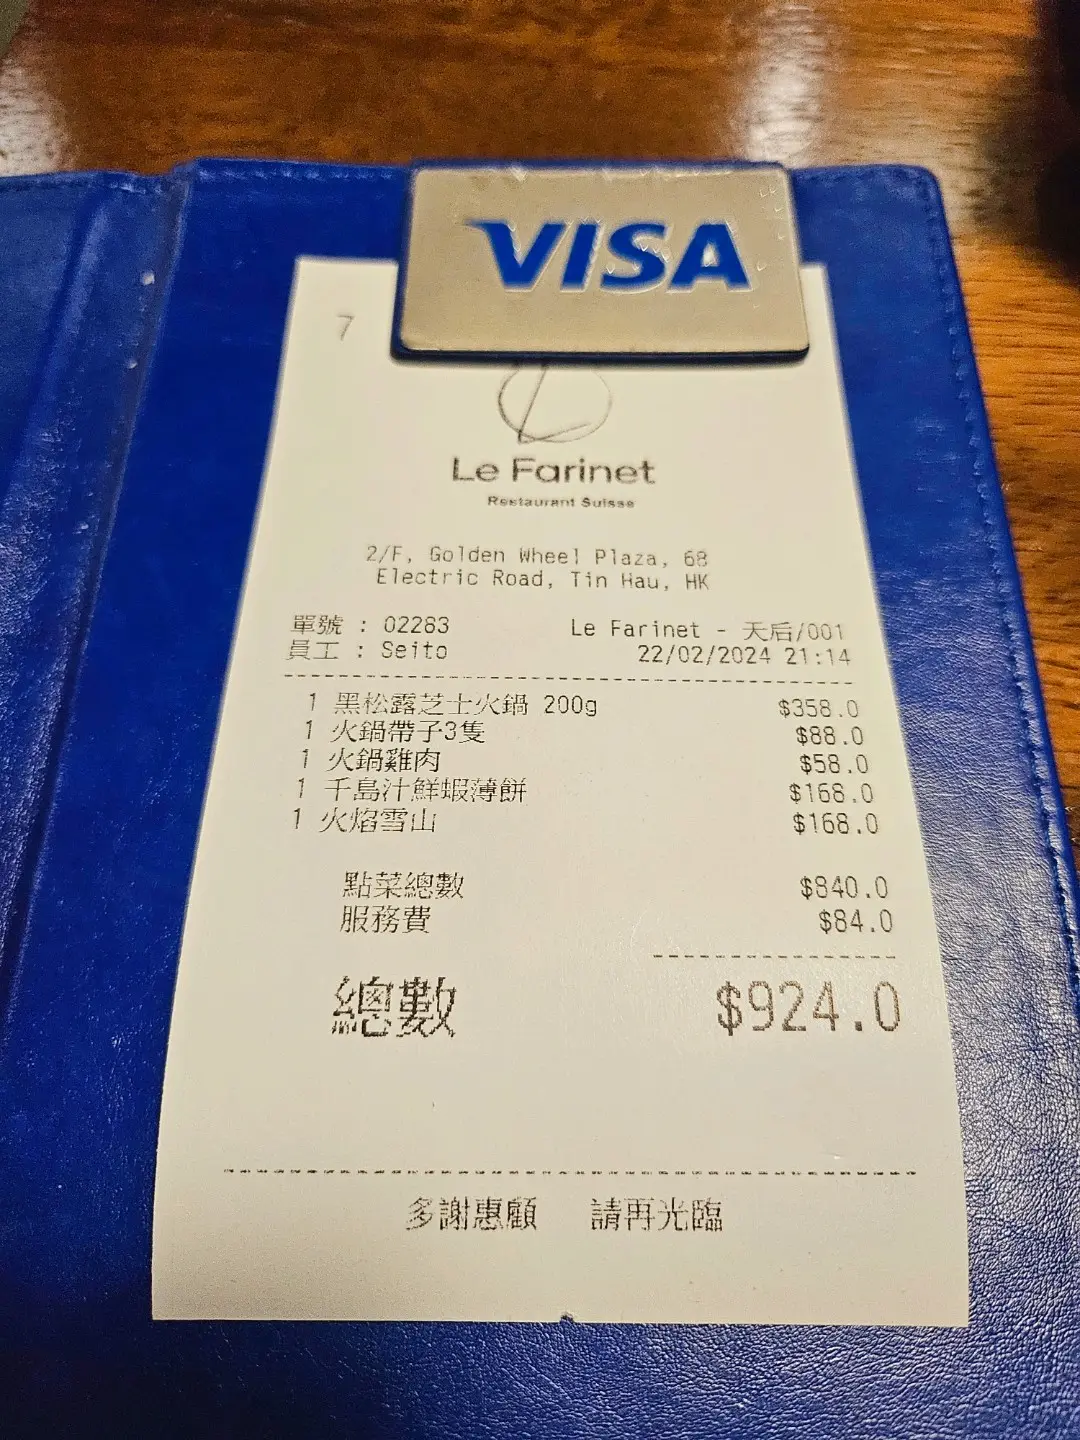 VISA
7
Le Farinet
Restaurant Suisse
2/F, Golden Wheel Plaza, 68
Electric Road, Tin Hau, HK
單號 : 02283 Le Farinet - 天后/001
員工 : Seito 22/02/2024 21:14
1 黑松露芝士火鍋 200g $358.0
1 火鍋帶子3隻 $88.0
1 火鍋雞肉 $58.0
1 千島汁鮮蝦薄餅 $168.0
1 火焰雪山 $168.0
點菜總數 $840.0
服務費 $84.0
總數 $924.0
多謝惠顧 請再光臨